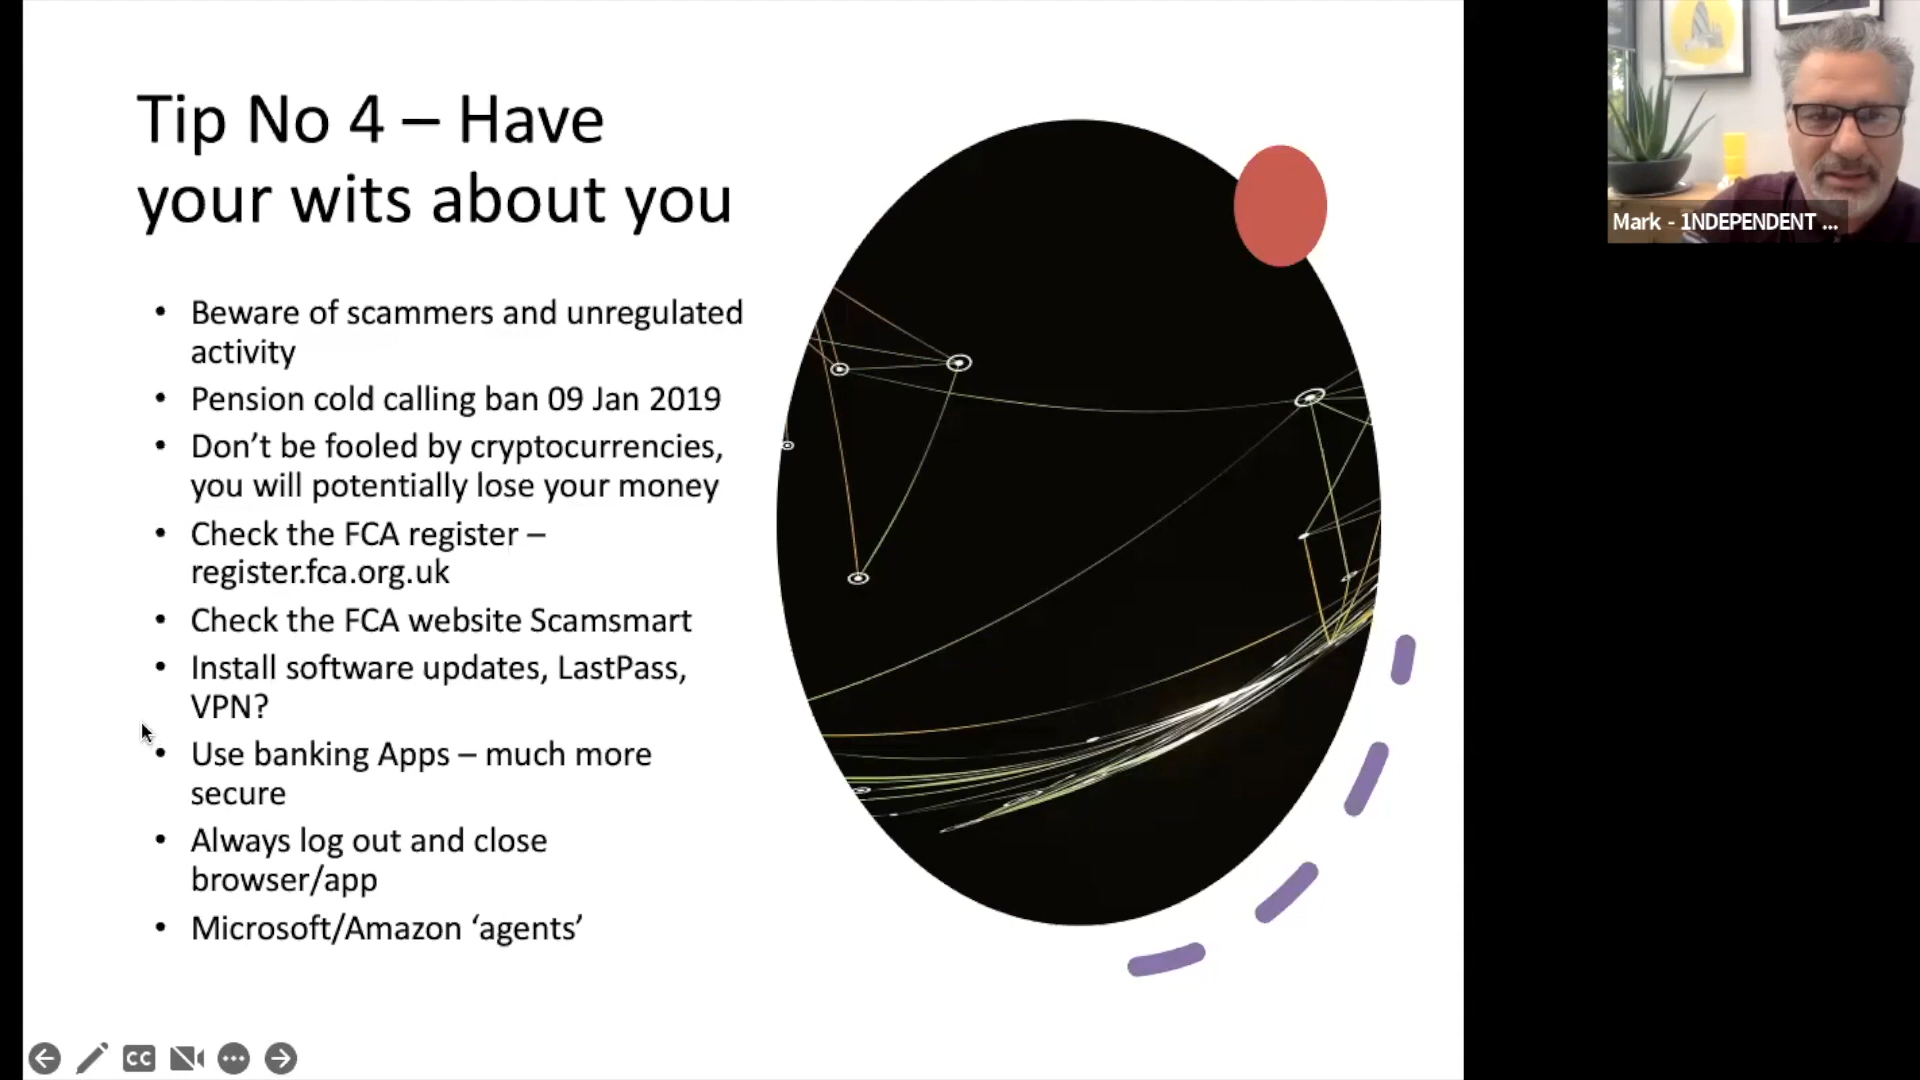 Tip No 4 – Have
your wits about you
• Beware of scammers and unregulated
activity
• Pension cold calling ban 09 Jan 2019
• Don’t be fooled by cryptocurrencies,
you will potentially lose your money
• Check the FCA register –
register.fca.org.uk
• Check the FCA website Scamsmart
• Install software updates, LastPass,
VPN?
• Use banking Apps – much more
secure
• Always log out and close
browser/app
• Microsoft/Amazon ‘agents’
CC
Mark - 1NDEPENDENT ...